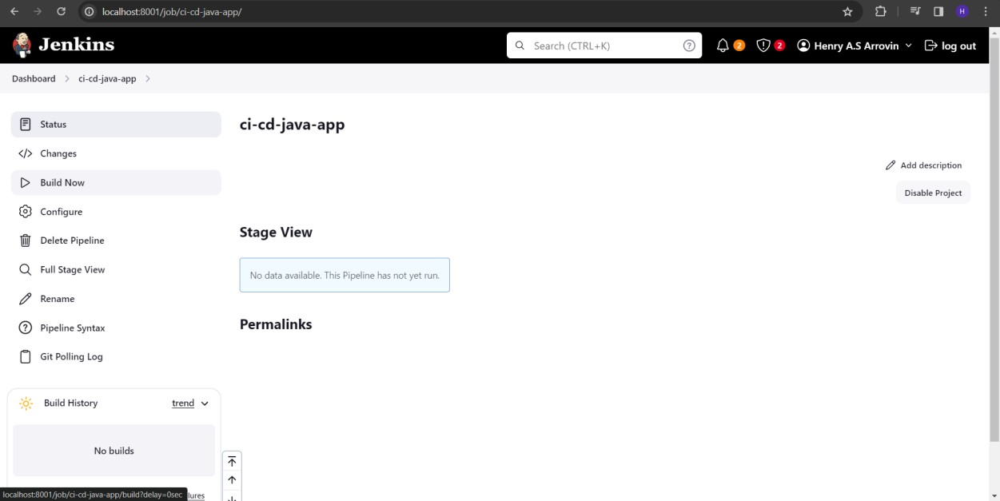 localhost:8001/job/ci-cd-java-app/
H
Jenkins
Search (CTRL+K)
?
2
2
Henry A.S Arrovin
log out
Dashboard
ci-cd-java-app
Status
Changes
Build Now
Configure
Delete Pipeline
Full Stage View
Rename
Pipeline Syntax
Git Polling Log
Build History
trend
No builds
localhost:8001/job/ci-cd-java-app/build?delay=0sec
lures
ci-cd-java-app
Add description
Disable Project
Stage View
No data available. This Pipeline has not yet run.
Permalinks